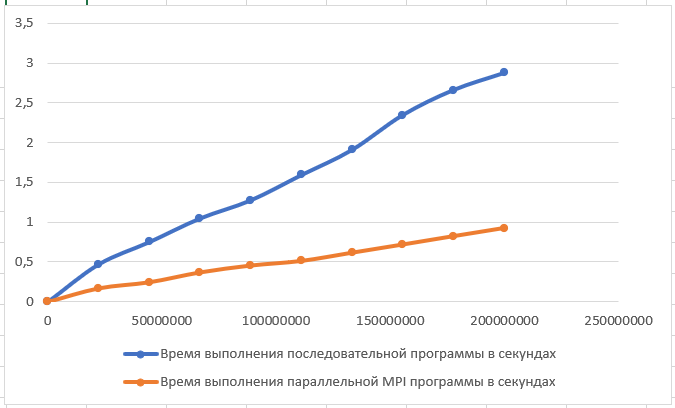 3,5
3
2,5
2
1,5
1
0,5
0
0 50000000 100000000 150000000 200000000 250000000
Время выполнения последовательной программы в секундах
Время выполнения параллельной MPI программы в секундах